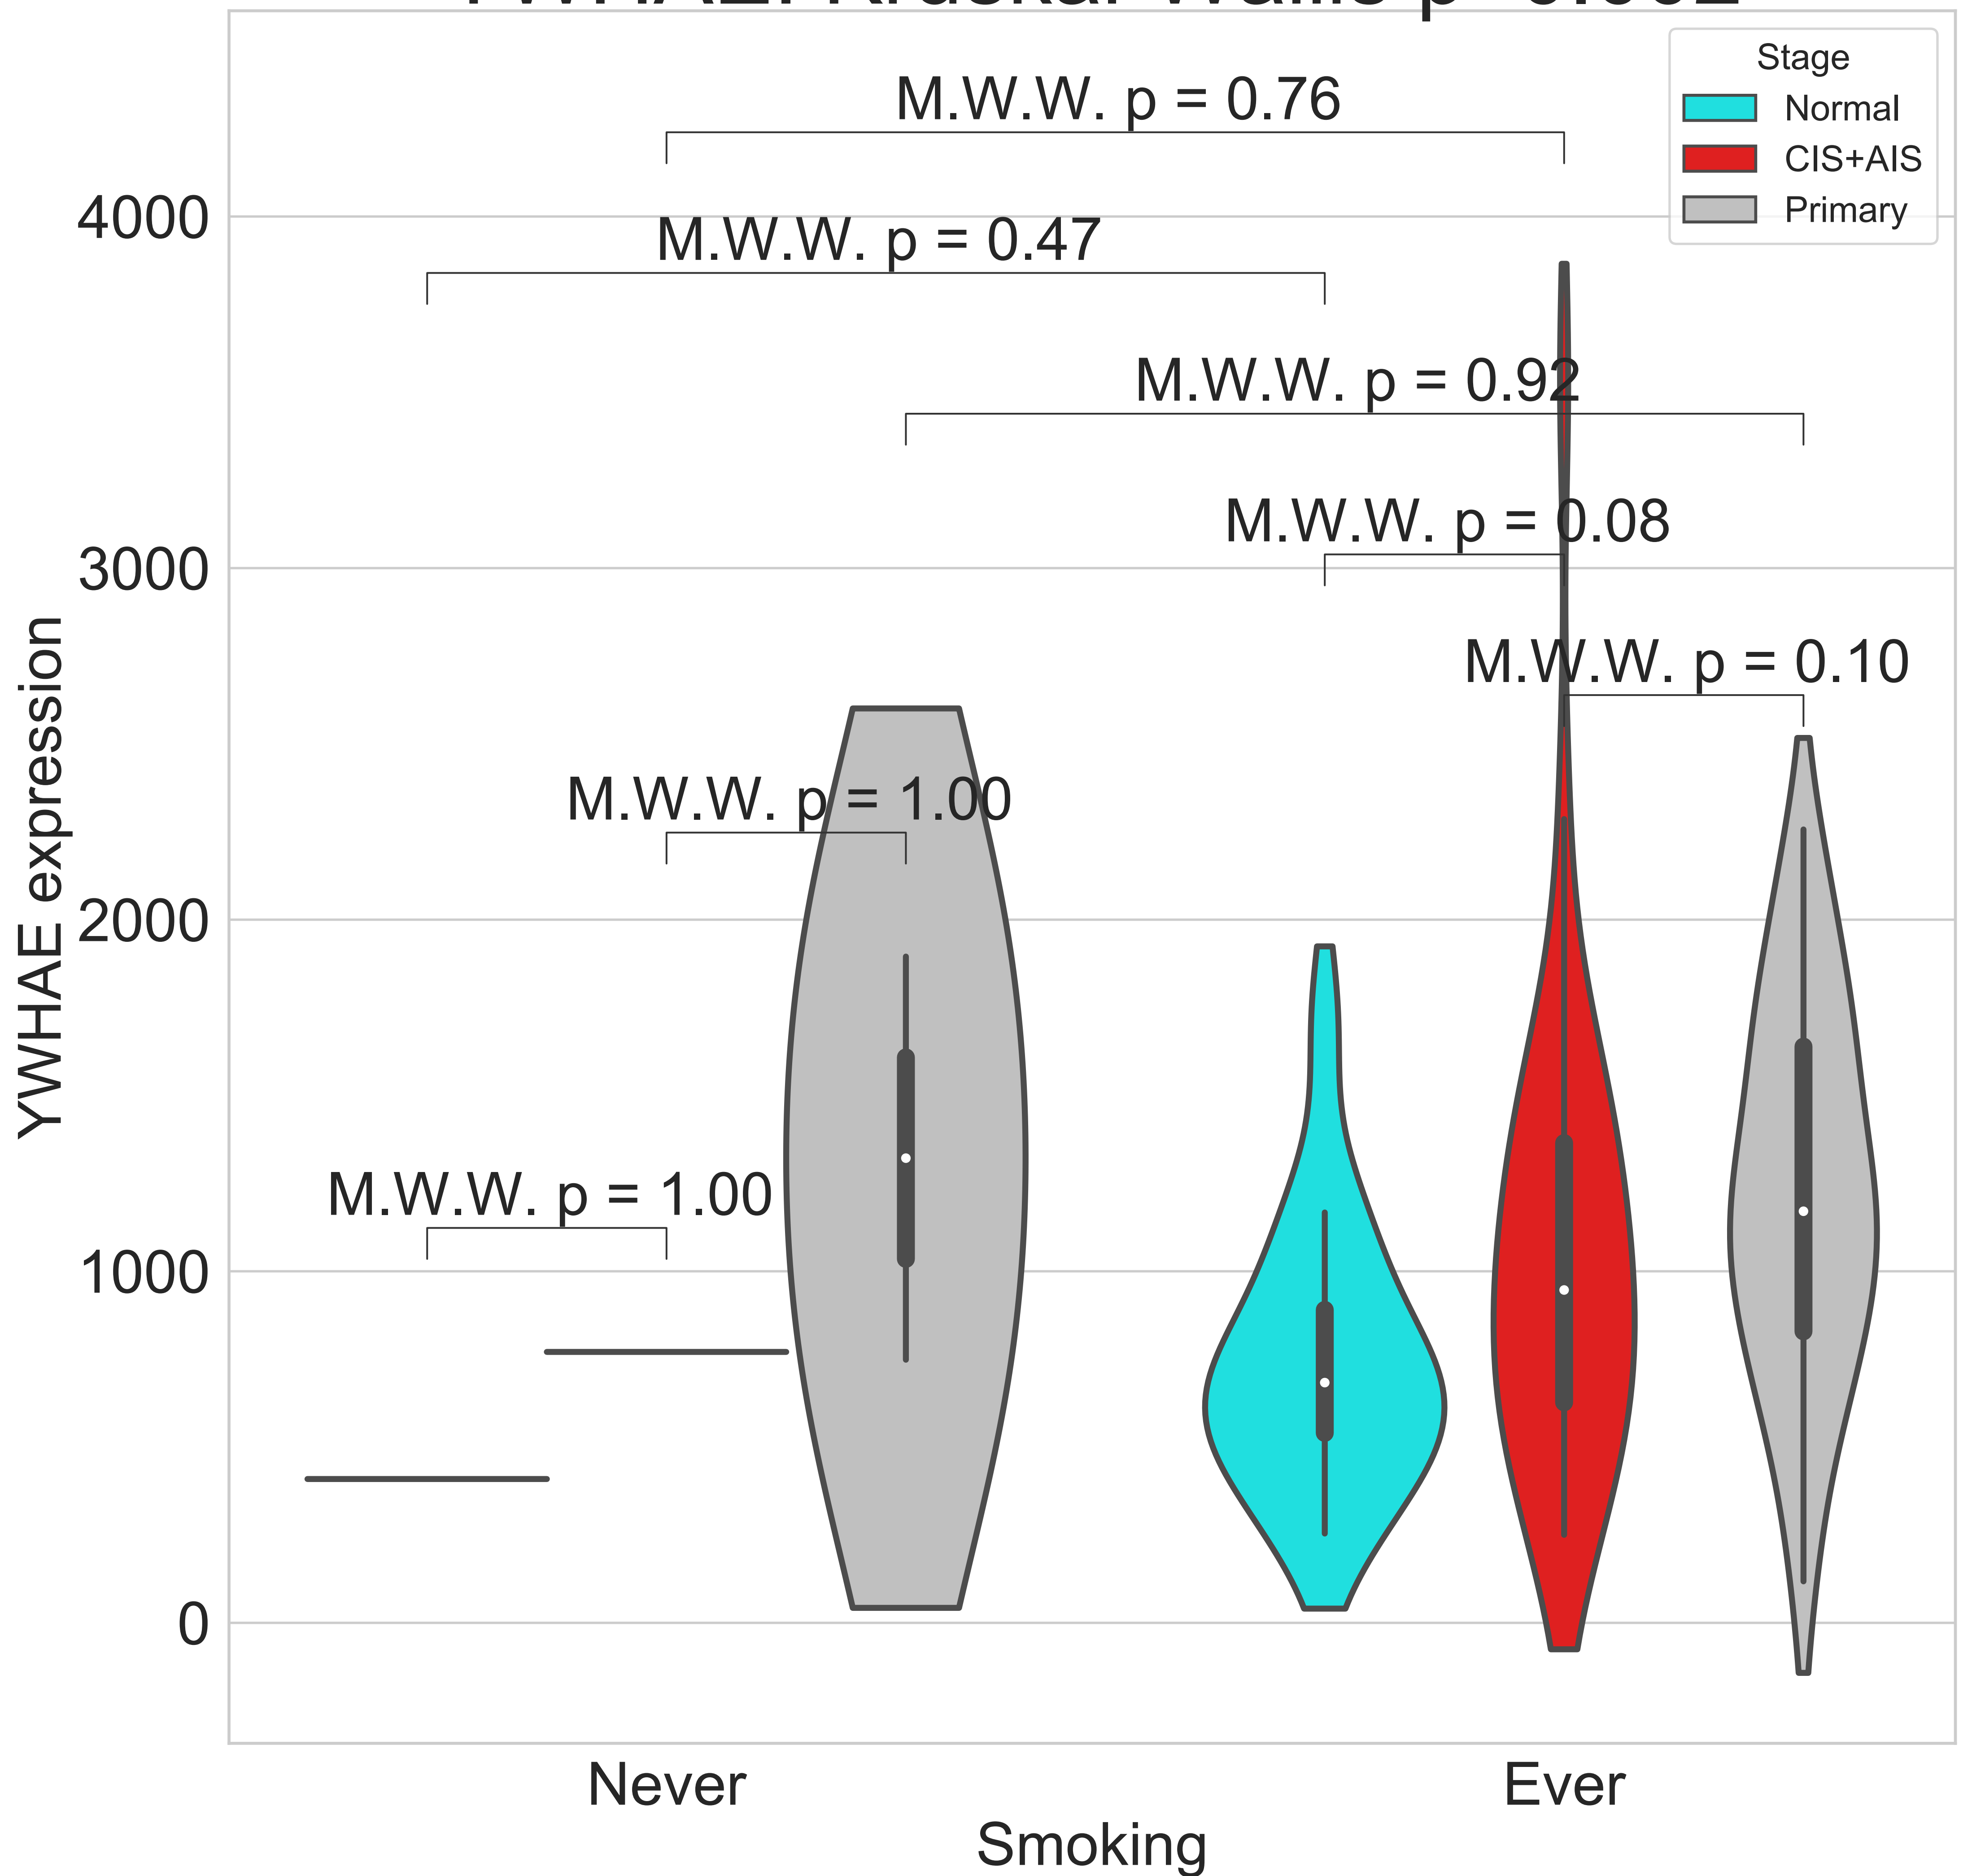 Stage
Normal
CIS+AIS
Primary
M.W.W. p = 0.76
M.W.W. p = 0.47
M.W.W. p = 0.92
M.W.W. p = 0.08
M.W.W. p = 0.10
M.W.W. p = 1.00
M.W.W. p = 1.00
4000
3000
2000
1000
0
YWHAE expression
Never
Ever
Smoking